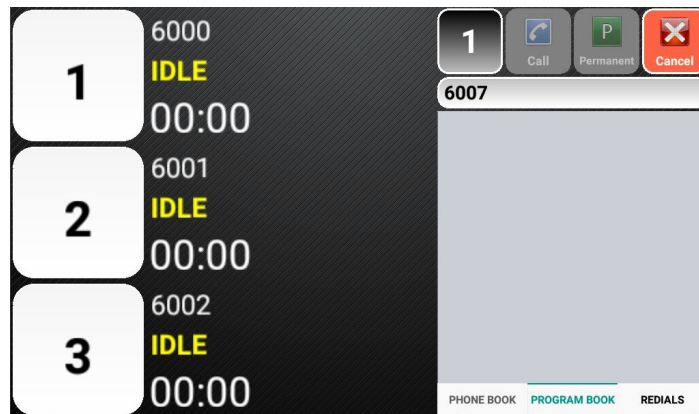 1
6000
IDLE
00:00
2
6001
IDLE
00:00
3
6002
IDLE
00:00
1
Call
P
Permanent
Cancel
6007
PHONE BOOK
PROGRAM BOOK
REDIALS